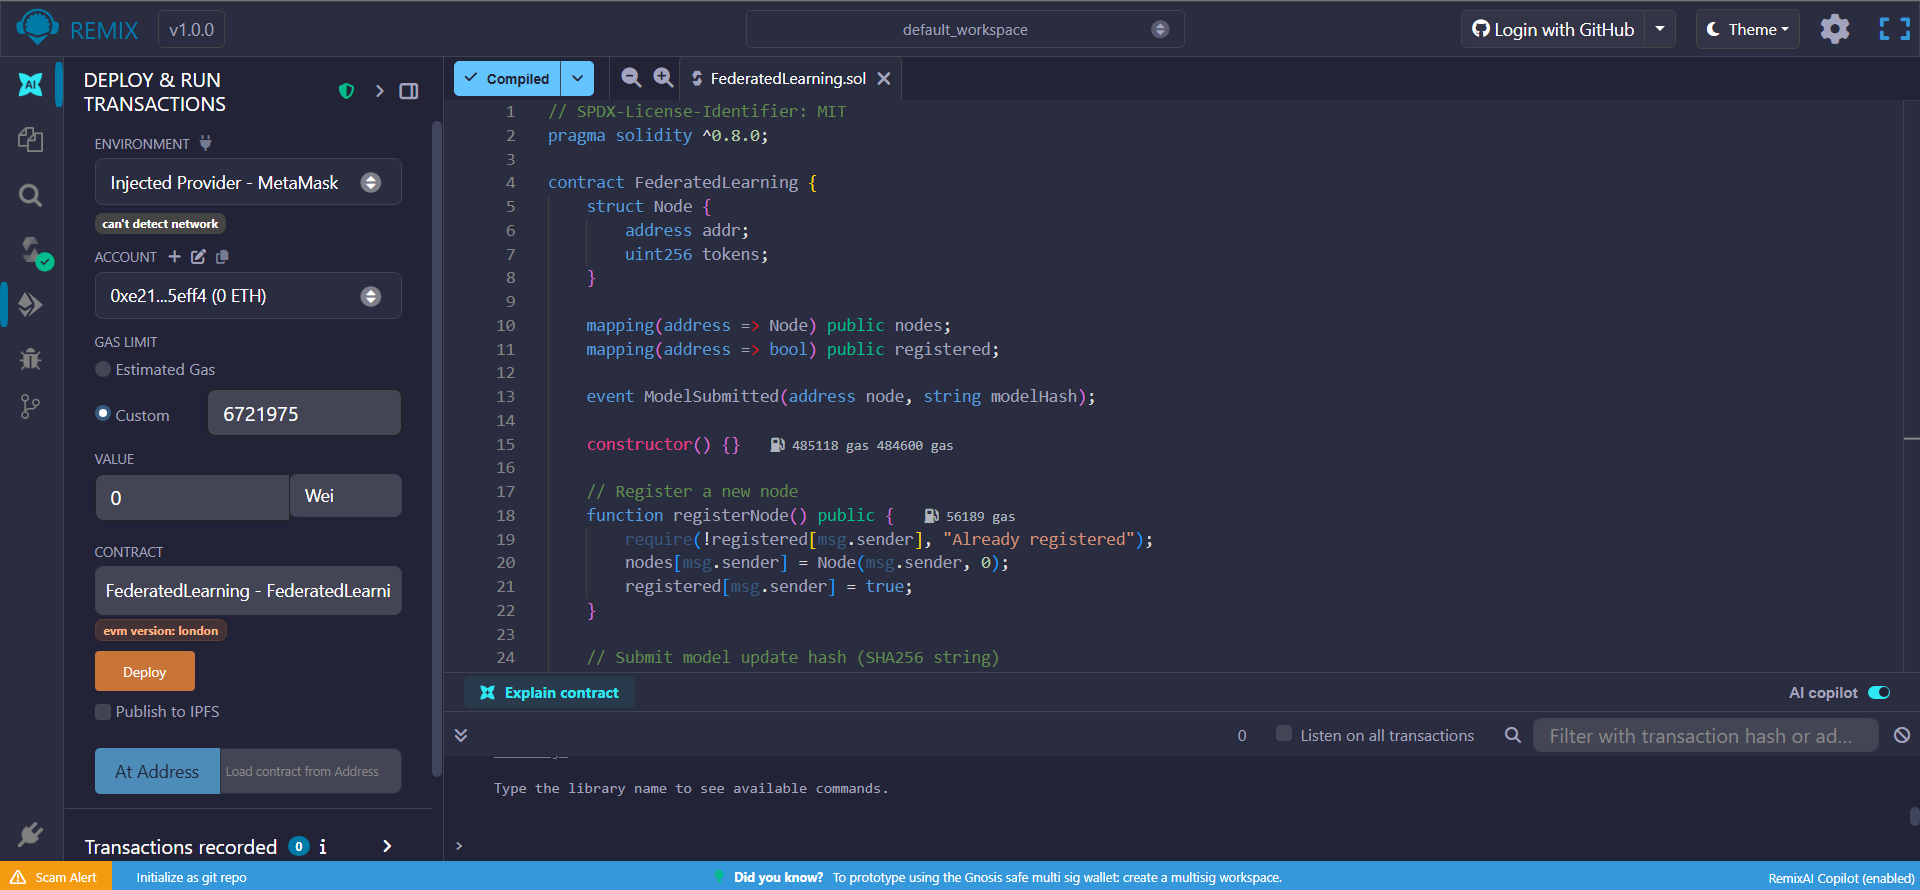 REMIX v1.0.0
default_workspace
Login with GitHub
Theme
DEPLOY & RUN
TRANSACTIONS
ENVIRONMENT
Injected Provider - MetaMask
can't detect network
ACCOUNT
0xe21...5eff4 (0 ETH)
GAS LIMIT
Estimated Gas
Custom 6721975
VALUE
0 Wei
CONTRACT
FederatedLearning - FederatedLearni
evm version: london
Deploy
Publish to IPFS
At Address Load contract from Address
Transactions recorded 0 i
Compiled
FederatedLearning.sol
1 // SPDX-License-Identifier: MIT
2 pragma solidity ^0.8.0;
3
4 contract FederatedLearning {
5 struct Node {
6 address addr;
7 uint256 tokens;
8 }
9
10 mapping(address => Node) public nodes;
11 mapping(address => bool) public registered;
12
13 event ModelSubmitted(address node, string modelHash);
14
15 constructor() {} 485118 gas 484600 gas
16
17 // Register a new node
18 function registerNode() public { 56189 gas
19 require(!registered[msg.sender], "Already registered");
20 nodes[msg.sender] = Node(msg.sender, 0);
21 registered[msg.sender] = true;
22 }
23
24 // Submit model update hash (SHA256 string)
Explain contract
AI copilot
0 Listen on all transactions Filter with transaction hash or ad...
Type the library name to see available commands.
>
Scam Alert
Initialize as git repo
Did you know? To prototype using the Gnosis safe multi sig wallet: create a multisig workspace.
RemixAI Copilot (enabled)